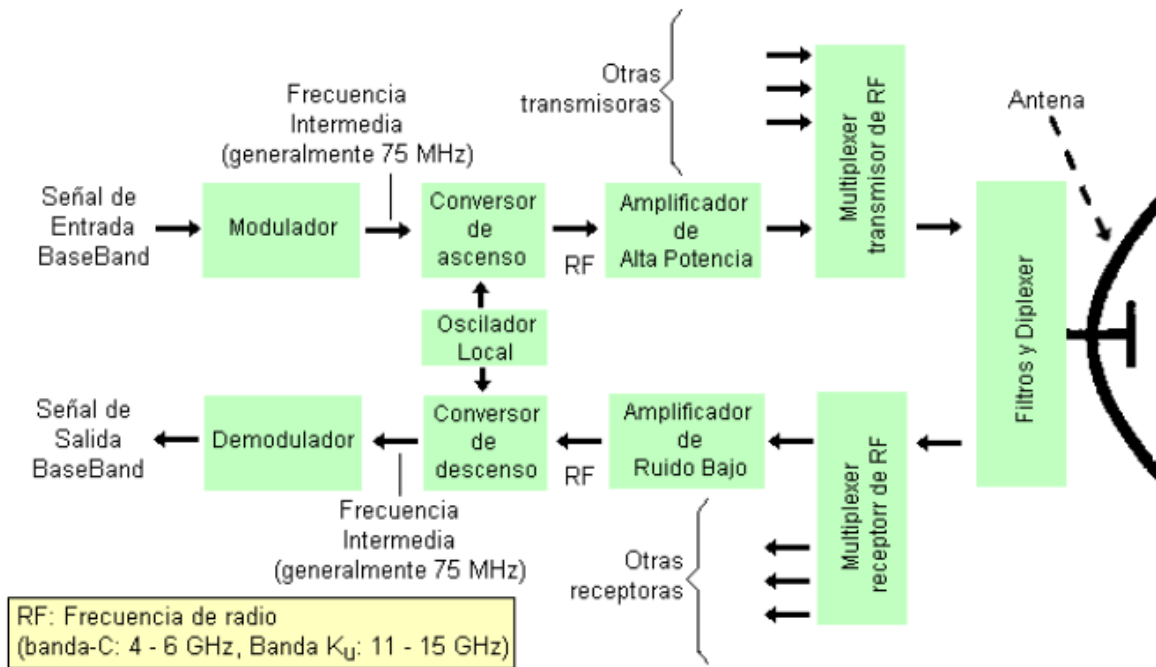 Otras
transmisoras
Frecuencia
Intermedia
(generalmente 75 MHz)
Antena
Señal de
Entrada
BaseBand
Modulador
Conversor
de
ascenso
RF
Amplificador
de
Alta Potencia
Multiplexer
transmisor de RF
Filtros y Diplexer
Oscilador
Local
Señal de
Salida
BaseBand
Demodulador
Conversor
de
descenso
RF
Amplificador
de
Ruido Bajo
Multiplexer
receptorr de RF
Frecuencia
Intermedia
(generalmente 75 MHz)
Otras
receptoras
RF: Frecuencia de radio
(banda-C: 4 - 6 GHz, Banda Ku: 11 - 15 GHz)